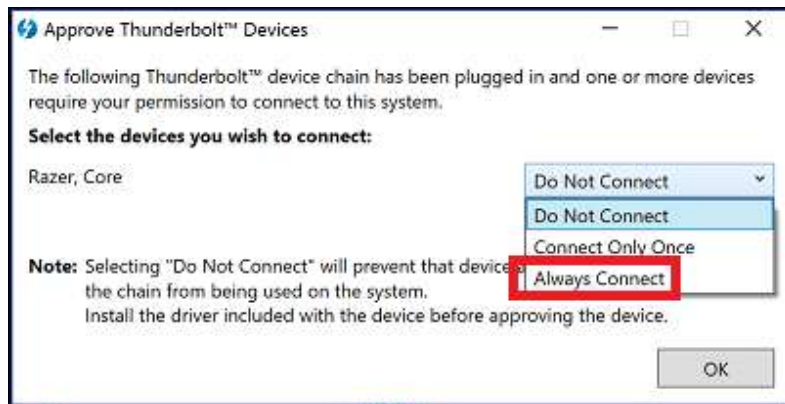 Approve Thunderbolt™ Devices
The following Thunderbolt™ device chain has been plugged in and one or more devices
require your permission to connect to this system.
Select the devices you wish to connect:
Razer, Core
Do Not Connect
Do Not Connect
Connect Only Once
Always Connect
Note: Selecting "Do Not Connect" will prevent that device
the chain from being used on the system.
Install the driver included with the device before approving the device.
OK